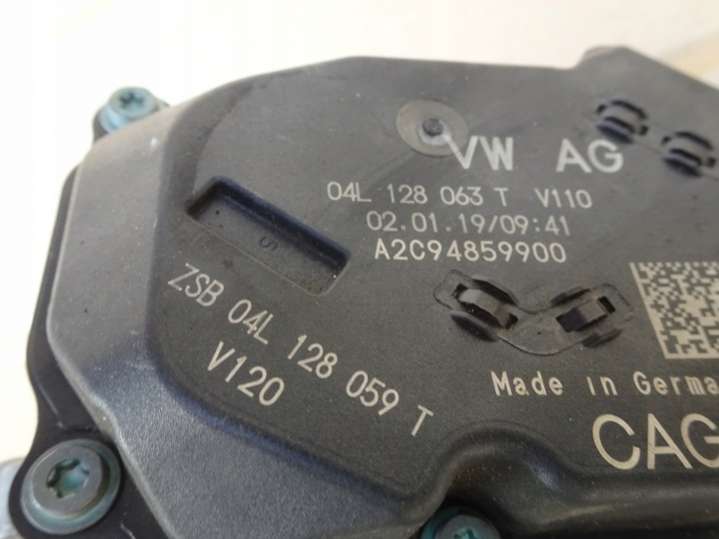 VW AG
04L 128 063 T V110
02.01.19/09:41
A2C94859900
ZSB 04L 128 059 T
V120
Made in Germa
CAG
S